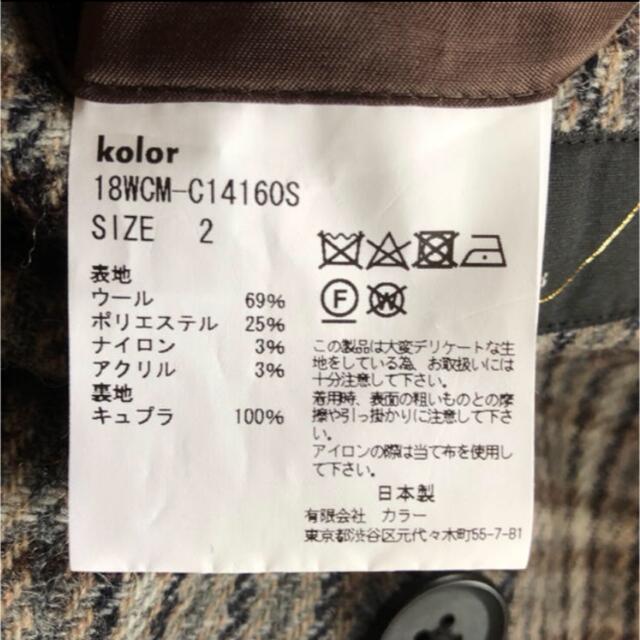 kolor
18WCM-C14160S
SIZE 2
表地
ウール 69%
ポリエステル 25%
ナイロン 3%
アクリル 3%
裏地
キュプラ 100%
F W
この製品は大変デリケートな生
地をしている為、お取扱いには
十分注意して下さい。
着用時、表面の粗いものとの摩
擦や引っ掛かりに注意して下さ
い。
アイロンの際は当て布を使用し
て下さい。
日本製
有限会社 カラー
東京都渋谷区元代々木町55-7-B1